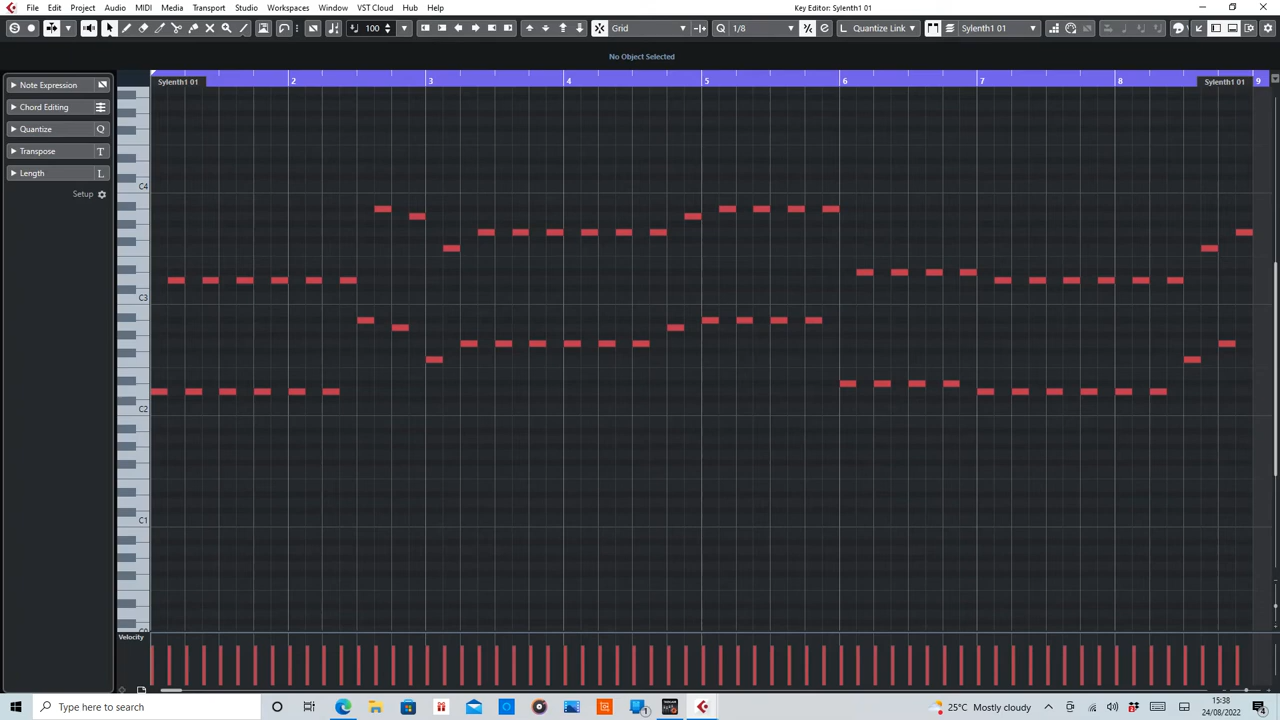 File Edit Project Audio MIDI Media Transport Studio Workspaces Window VST Cloud Hub Help
Key Editor: Sylenth1 01
S 100 Grid Q 1/8 Quantize Link Sylenth1 01
No Object Selected
2 3 4 5 6 7 8 9
Sylenth1 01 Sylenth1 01
Note Expression
Chord Editing
Quantize Q
Transpose T
Length L
Setup
C4
C3
C2
C1
Velocity
Type here to search
25°C Mostly cloudy
15:38
24/08/2022